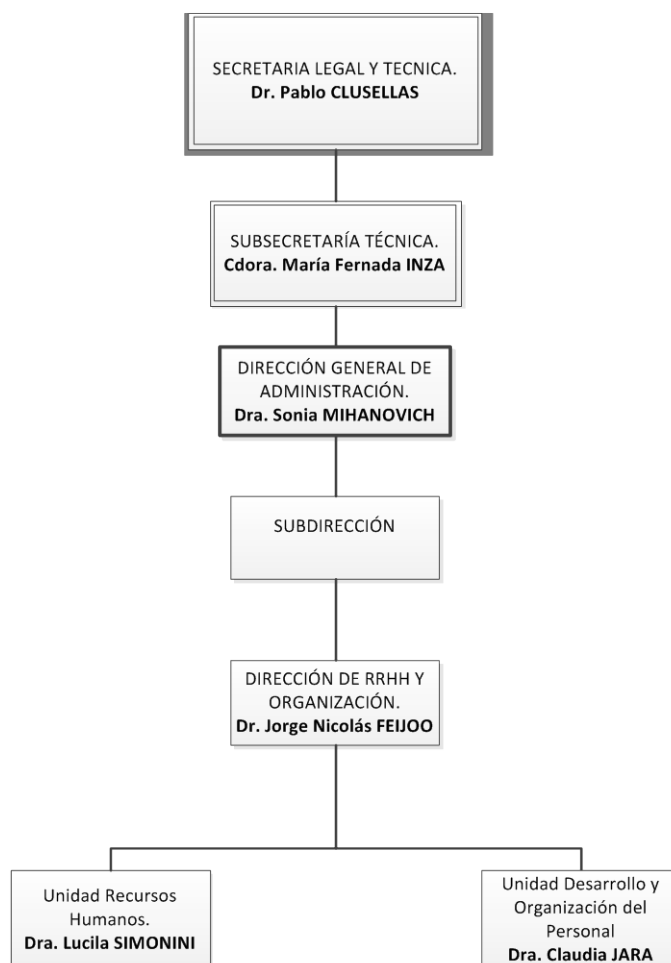 SECRETARIA LEGAL Y TECNICA.
Dr. Pablo CLUSELLAS
SUBSECRETARÍA TÉCNICA.
Cdora. María Fernada INZA
DIRECCIÓN GENERAL DE
ADMINISTRACIÓN.
Dra. Sonia MIHANOVICH
SUBDIRECCIÓN
DIRECCIÓN DE RRHH Y
ORGANIZACIÓN.
Dr. Jorge Nicolás FEIJOO
Unidad Recursos
Humanos.
Dra. Lucila SIMONINI
Unidad Desarrollo y
Organización del
Personal
Dra. Claudia JARA